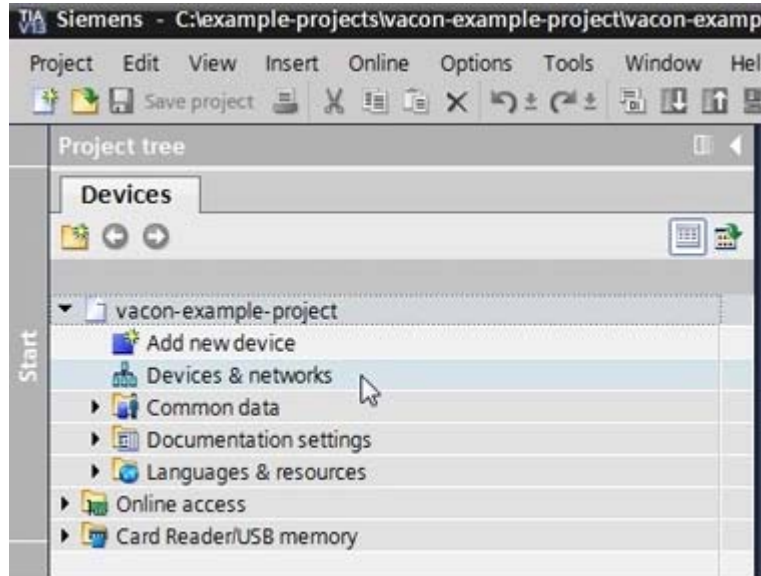 TIA V13 Siemens - C:\example-projects\vacon-example-project\vacon-examp
Project Edit View Insert Online Options Tools Window Hel
Save project
Project tree
Devices
vacon-example-project
Add new device
Devices & networks
Common data
Documentation settings
Languages & resources
Online access
Card Reader/USB memory
Start